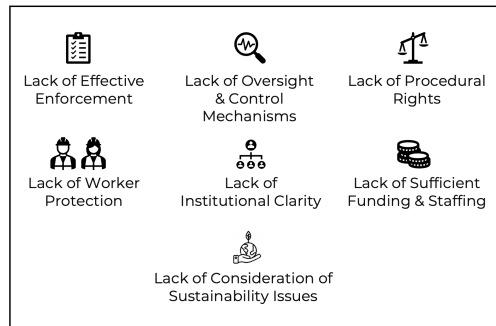 Lack of Effective
Enforcement
Lack of Oversight
& Control
Mechanisms
Lack of Procedural
Rights
Lack of Worker
Protection
Lack of
Institutional Clarity
Lack of Sufficient
Funding & Staffing
Lack of Consideration of
Sustainability Issues